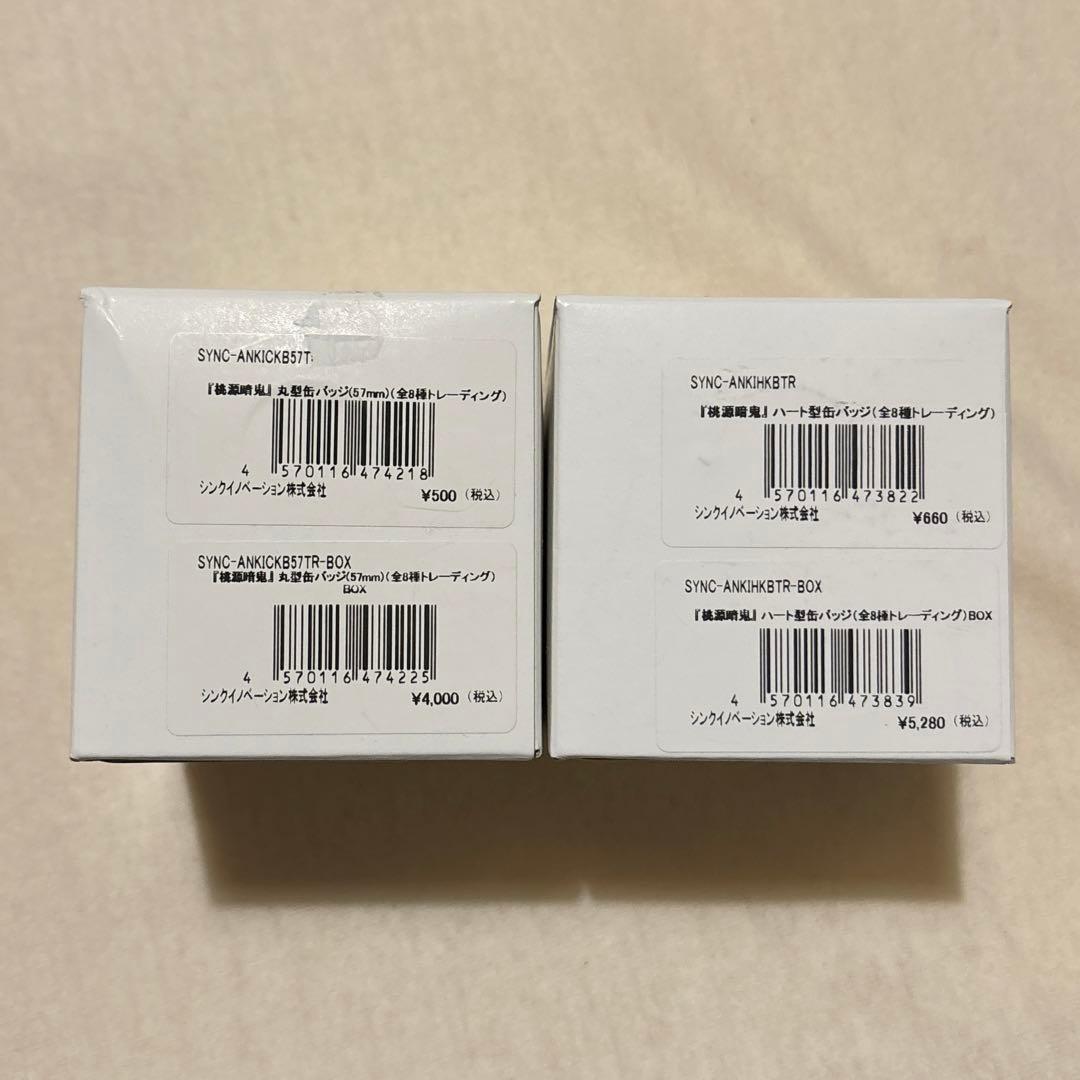 SYNC-ANKICKB57T
『桃源暗鬼』 丸型缶バッジ(57mm)(全8種トレーディング)
4 570116 474218
シンクイノベーション株式会社
¥500 (税込)
SYNC-ANKICKB57TR-BOX
『桃源暗鬼』 丸型缶バッジ(57mm)(全8種トレーディング)
BOX
4 570116 474225
シンクイノベーション株式会社
¥4,000 (税込)
SYNC-ANKIHKBTR
『桃源暗鬼』 ハート型缶バッジ(全8種トレーディング)
4 570116 473822
シンクイノベーション株式会社
¥660 (税込)
SYNC-ANKIHKBTR-BOX
『桃源暗鬼』 ハート型缶バッジ(全8種トレーディング)BOX
4 570116 473839
シンクイノベーション株式会社
¥5,280 (税込)